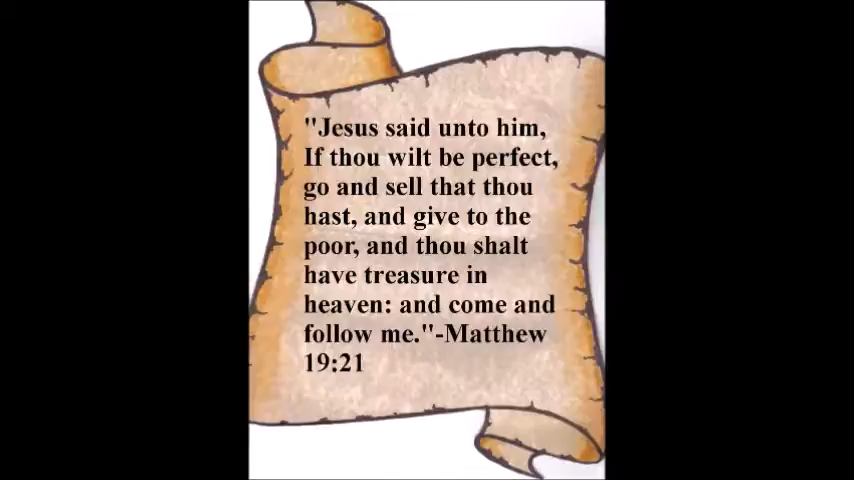 "Jesus said unto him,
If thou wilt be perfect,
go and sell that thou
hast, and give to the
poor, and thou shalt
have treasure in
heaven: and come and
follow me."-Matthew
19:21